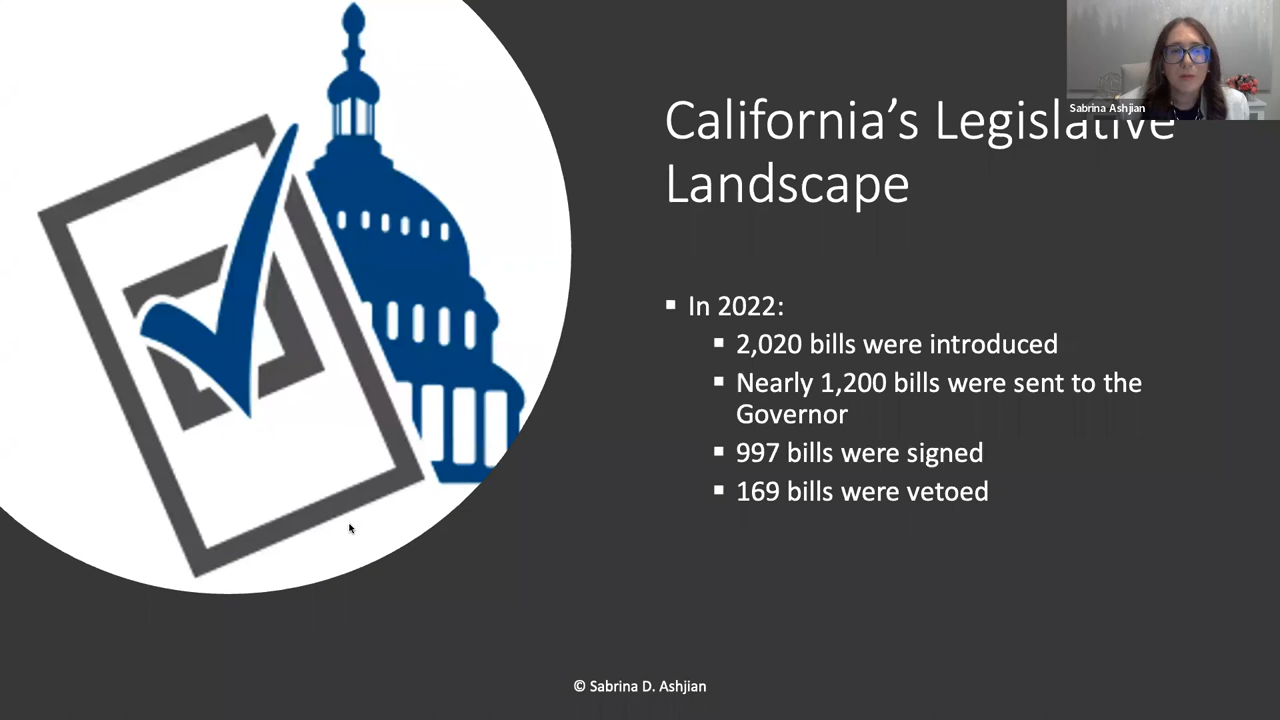 Sabrina Ashjian
California's Legislative
Landscape
▪ In 2022:
▪ 2,020 bills were introduced
▪ Nearly 1,200 bills were sent to the
Governor
▪ 997 bills were signed
▪ 169 bills were vetoed
© Sabrina D. Ashjian